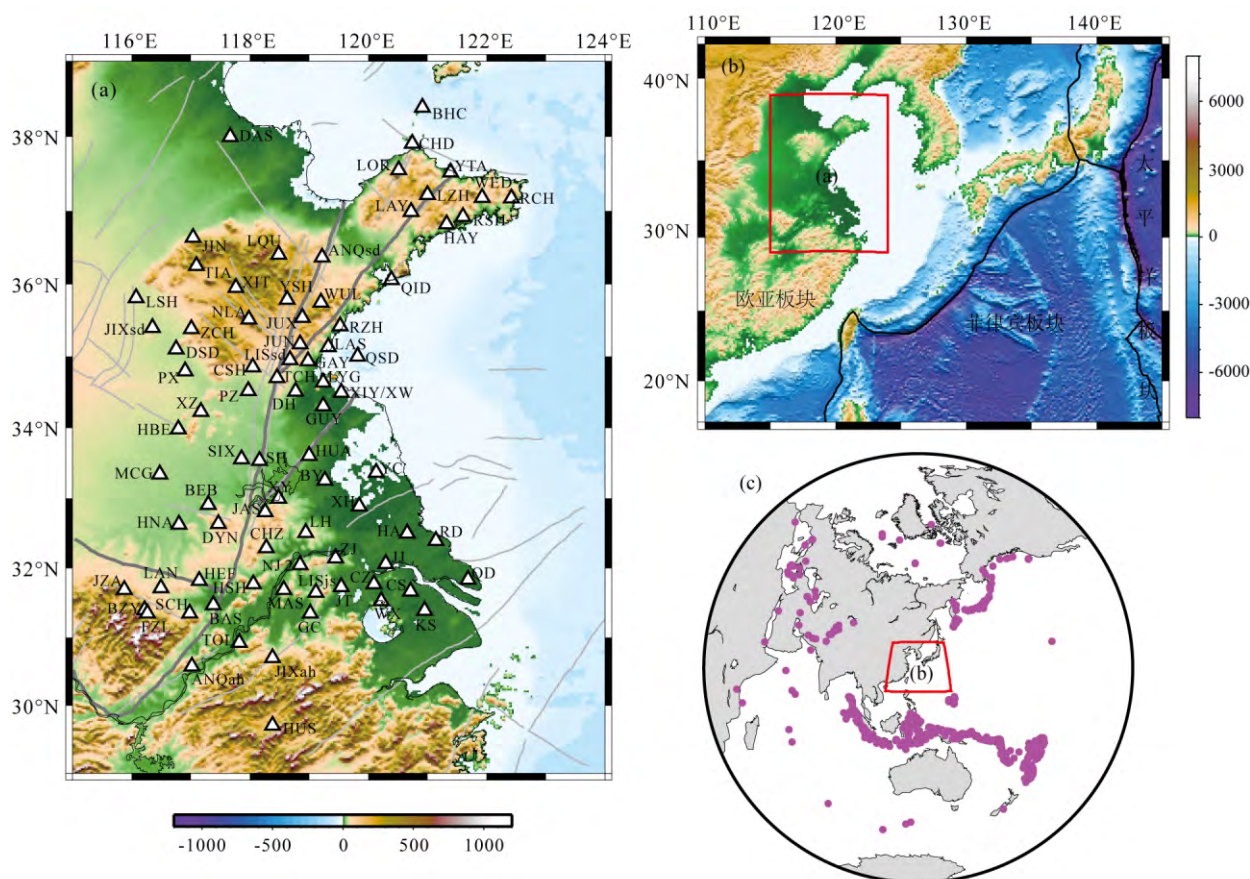 116°E 118°E 120°E 122°E 124°E
(a)
38°N
36°N
34°N
32°N
30°N
BHC
DAS
CHD
LOR
YTA
WED
LZH
RCH
LAY
RSH
HAY
JIN
LQU
ANQsd
TIA
XIT
YSH
QID
LSH
WUL
NLA
JIXsd
ZCH
JUX
RZH
DSD
JUN
LAS
LISsd
QSD
CSH
GAY
PX
TCH
LYG
PZ
DH
XIY/XW
XZ
GUY
HBE
HUA
SIX
SH
MCG
BY
YC
BEB
XH
JAS
HNA
DYN
LH
HA
RD
CHZ
ZJ
NJ2
JJ
LAN
HEF
QD
JZA
HSH
LISjs
CZ
CS
SCH
MAS
JT
BZY
BAS
WX
FZL
GC
KS
TOL
JIXah
ANQah
HUS
-1000 -500 0 500 1000
110°E 120°E 130°E 140°E
(b)
40°N
30°N
20°N
(a)
欧亚板块
菲律宾板块
太
平
洋
板
块
6000
3000
0
-3000
-6000
(c)
(b)